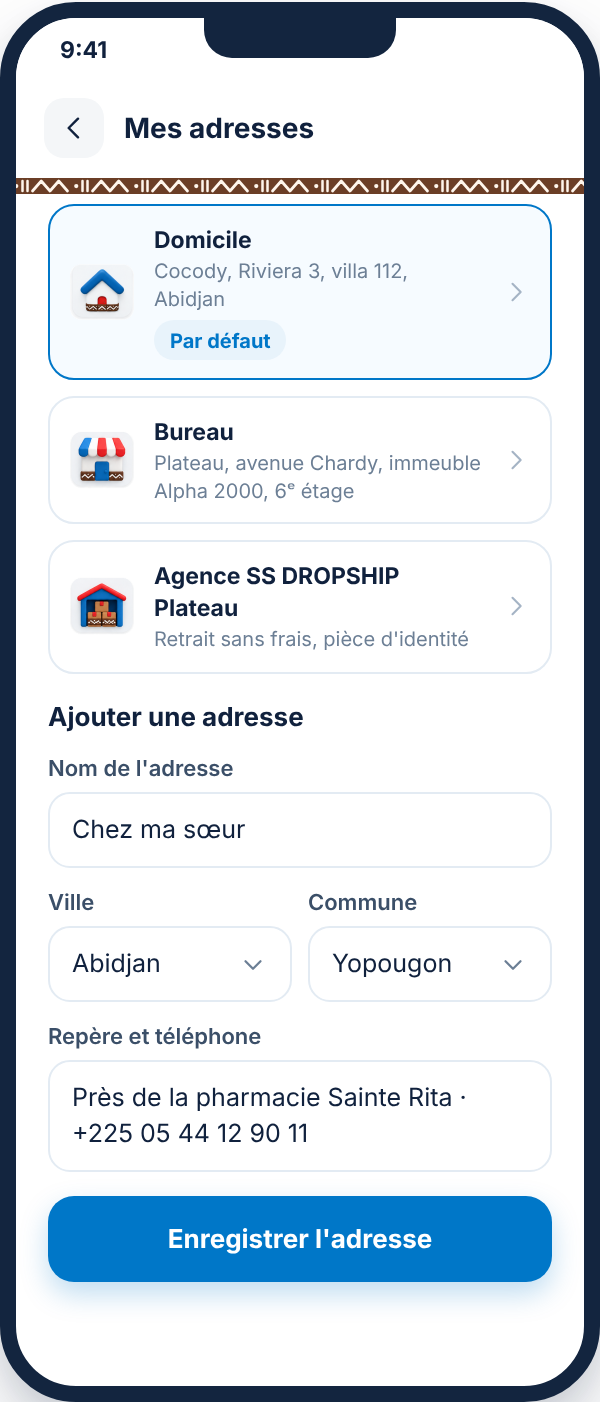 9:41
Mes adresses
Domicile
Cocody, Riviera 3, villa 112,
Abidjan
Par défaut
Bureau
Plateau, avenue Chardy, immeuble
Alpha 2000, 6ᵉ étage
Agence SS DROPSHIP
Plateau
Retrait sans frais, pièce d'identité
Ajouter une adresse
Nom de l'adresse
Chez ma sœur
Ville
Commune
Abidjan
Yopougon
Repère et téléphone
Près de la pharmacie Sainte Rita ·
+225 05 44 12 90 11
Enregistrer l'adresse